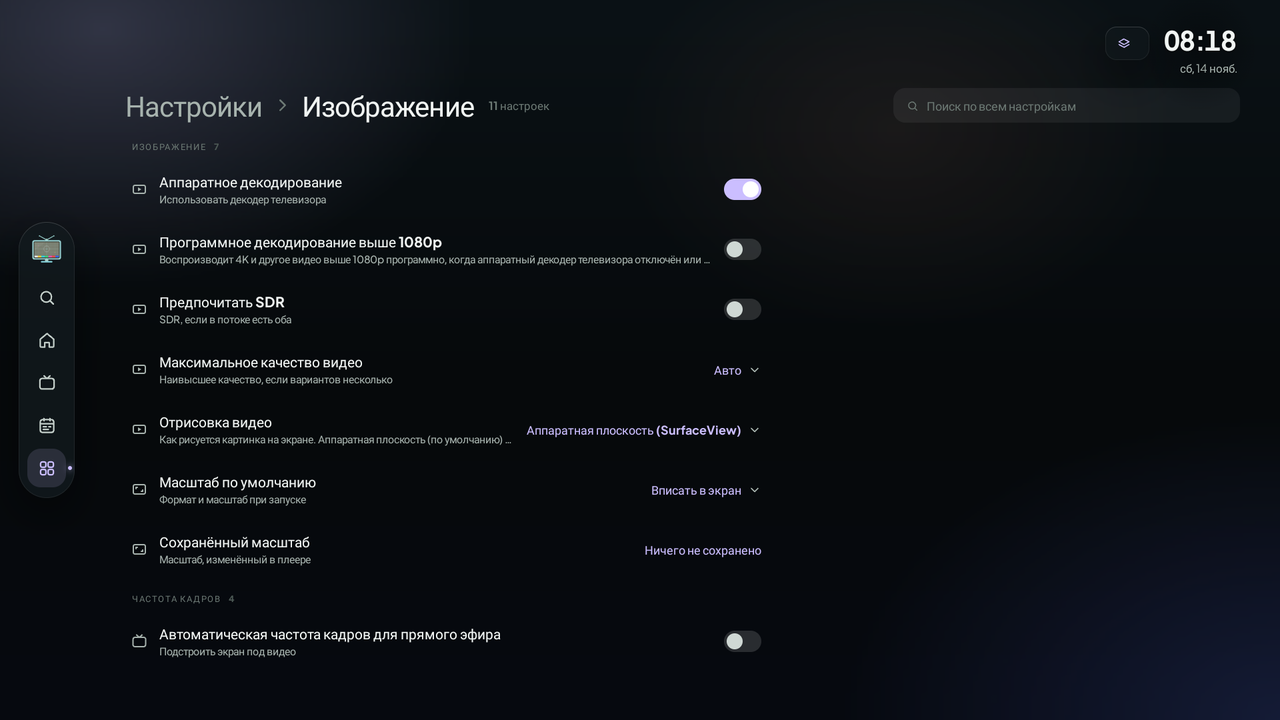 08:18
сб, 14 нояб.
Настройки
Изображение
11 настроек
Поиск по всем настройкам
ИЗОБРАЖЕНИЕ 7
Аппаратное декодирование
Использовать декодер телевизора
Программное декодирование выше 1080p
Воспроизводит 4K и другое видео выше 1080p программно, когда аппаратный декодер телевизора отключён или ...
Предпочитать SDR
SDR, если в потоке есть оба
Максимальное качество видео
Наивысшее качество, если вариантов несколько
Авто
Отрисовка видео
Как рисуется картинка на экране. Аппаратная плоскость (по умолчанию) ...
Аппаратная плоскость (SurfaceView)
Масштаб по умолчанию
Формат и масштаб при запуске
Вписать в экран
Сохранённый масштаб
Масштаб, изменённый в плеере
Ничего не сохранено
ЧАСТОТА КАДРОВ 4
Автоматическая частота кадров для прямого эфира
Подстроить экран под видео